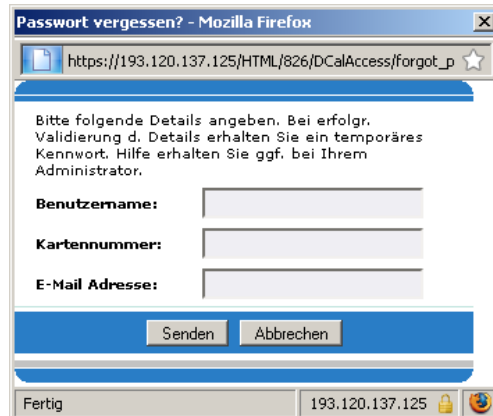 Passwort vergessen? - Mozilla Firefox
https://193.120.137.125/HTML/826/DCalAccess/forgot_p
Bitte folgende Details angeben. Bei erfolgr.
Validierung d. Details erhalten Sie ein temporäres
Kennwort. Hilfe erhalten Sie ggf. bei Ihrem
Administrator.
Benutzername:
Kartennummer:
E-Mail Adresse:
Senden Abbrechen
Fertig 193.120.137.125